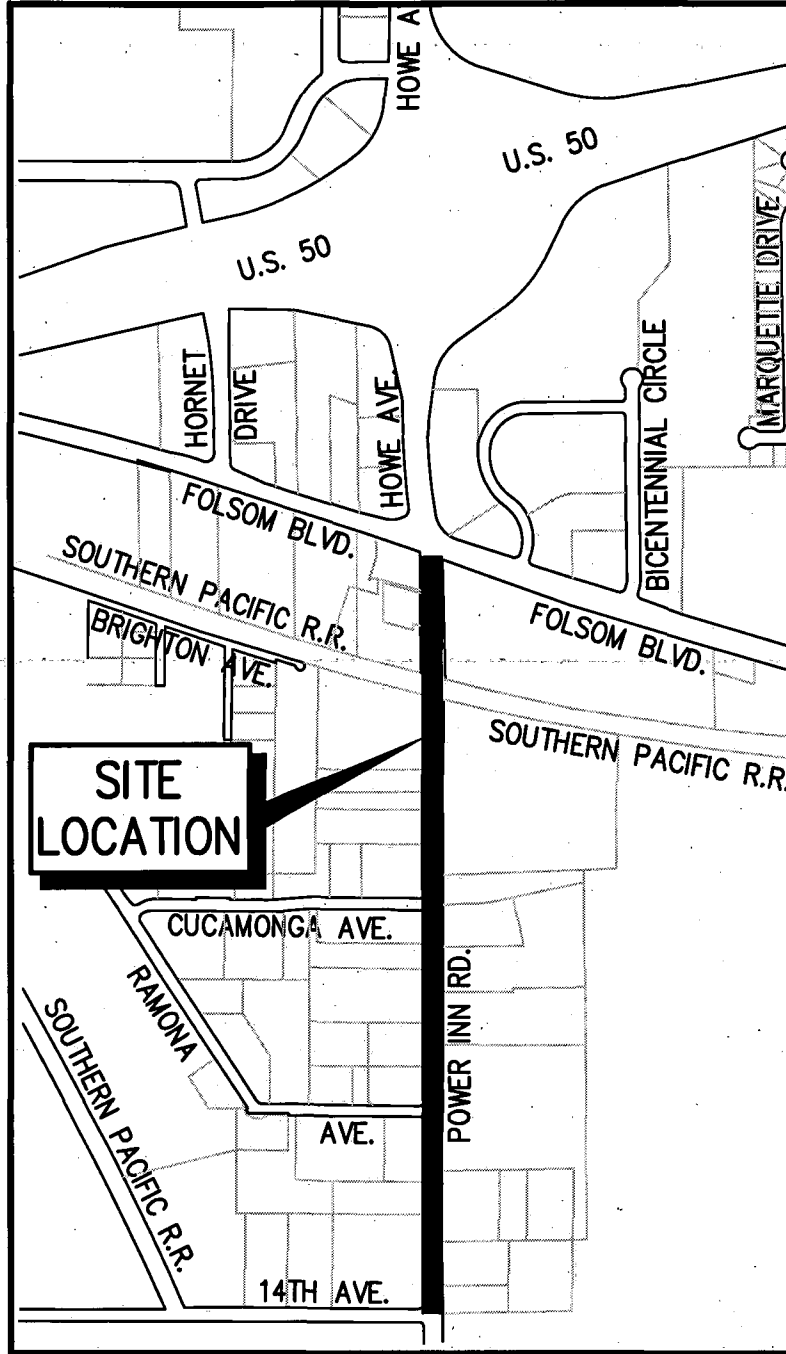 HOWE A
U.S. 50
U.S. 50
MARQUETTE DRIVE
HORNET
DRIVE
HOWE AVE.
BICENTENNIAL CIRCLE
FOLSOM BLVD.
SOUTHERN PACIFIC R.R.
BRIGHTON AVE.
FOLSOM BLVD.
SOUTHERN PACIFIC R.R.
SITE
LOCATION
CUCAMONGA AVE.
RAMONA
AVE.
POWER INN RD.
SOUTHERN PACIFIC R.R.
14TH AVE.